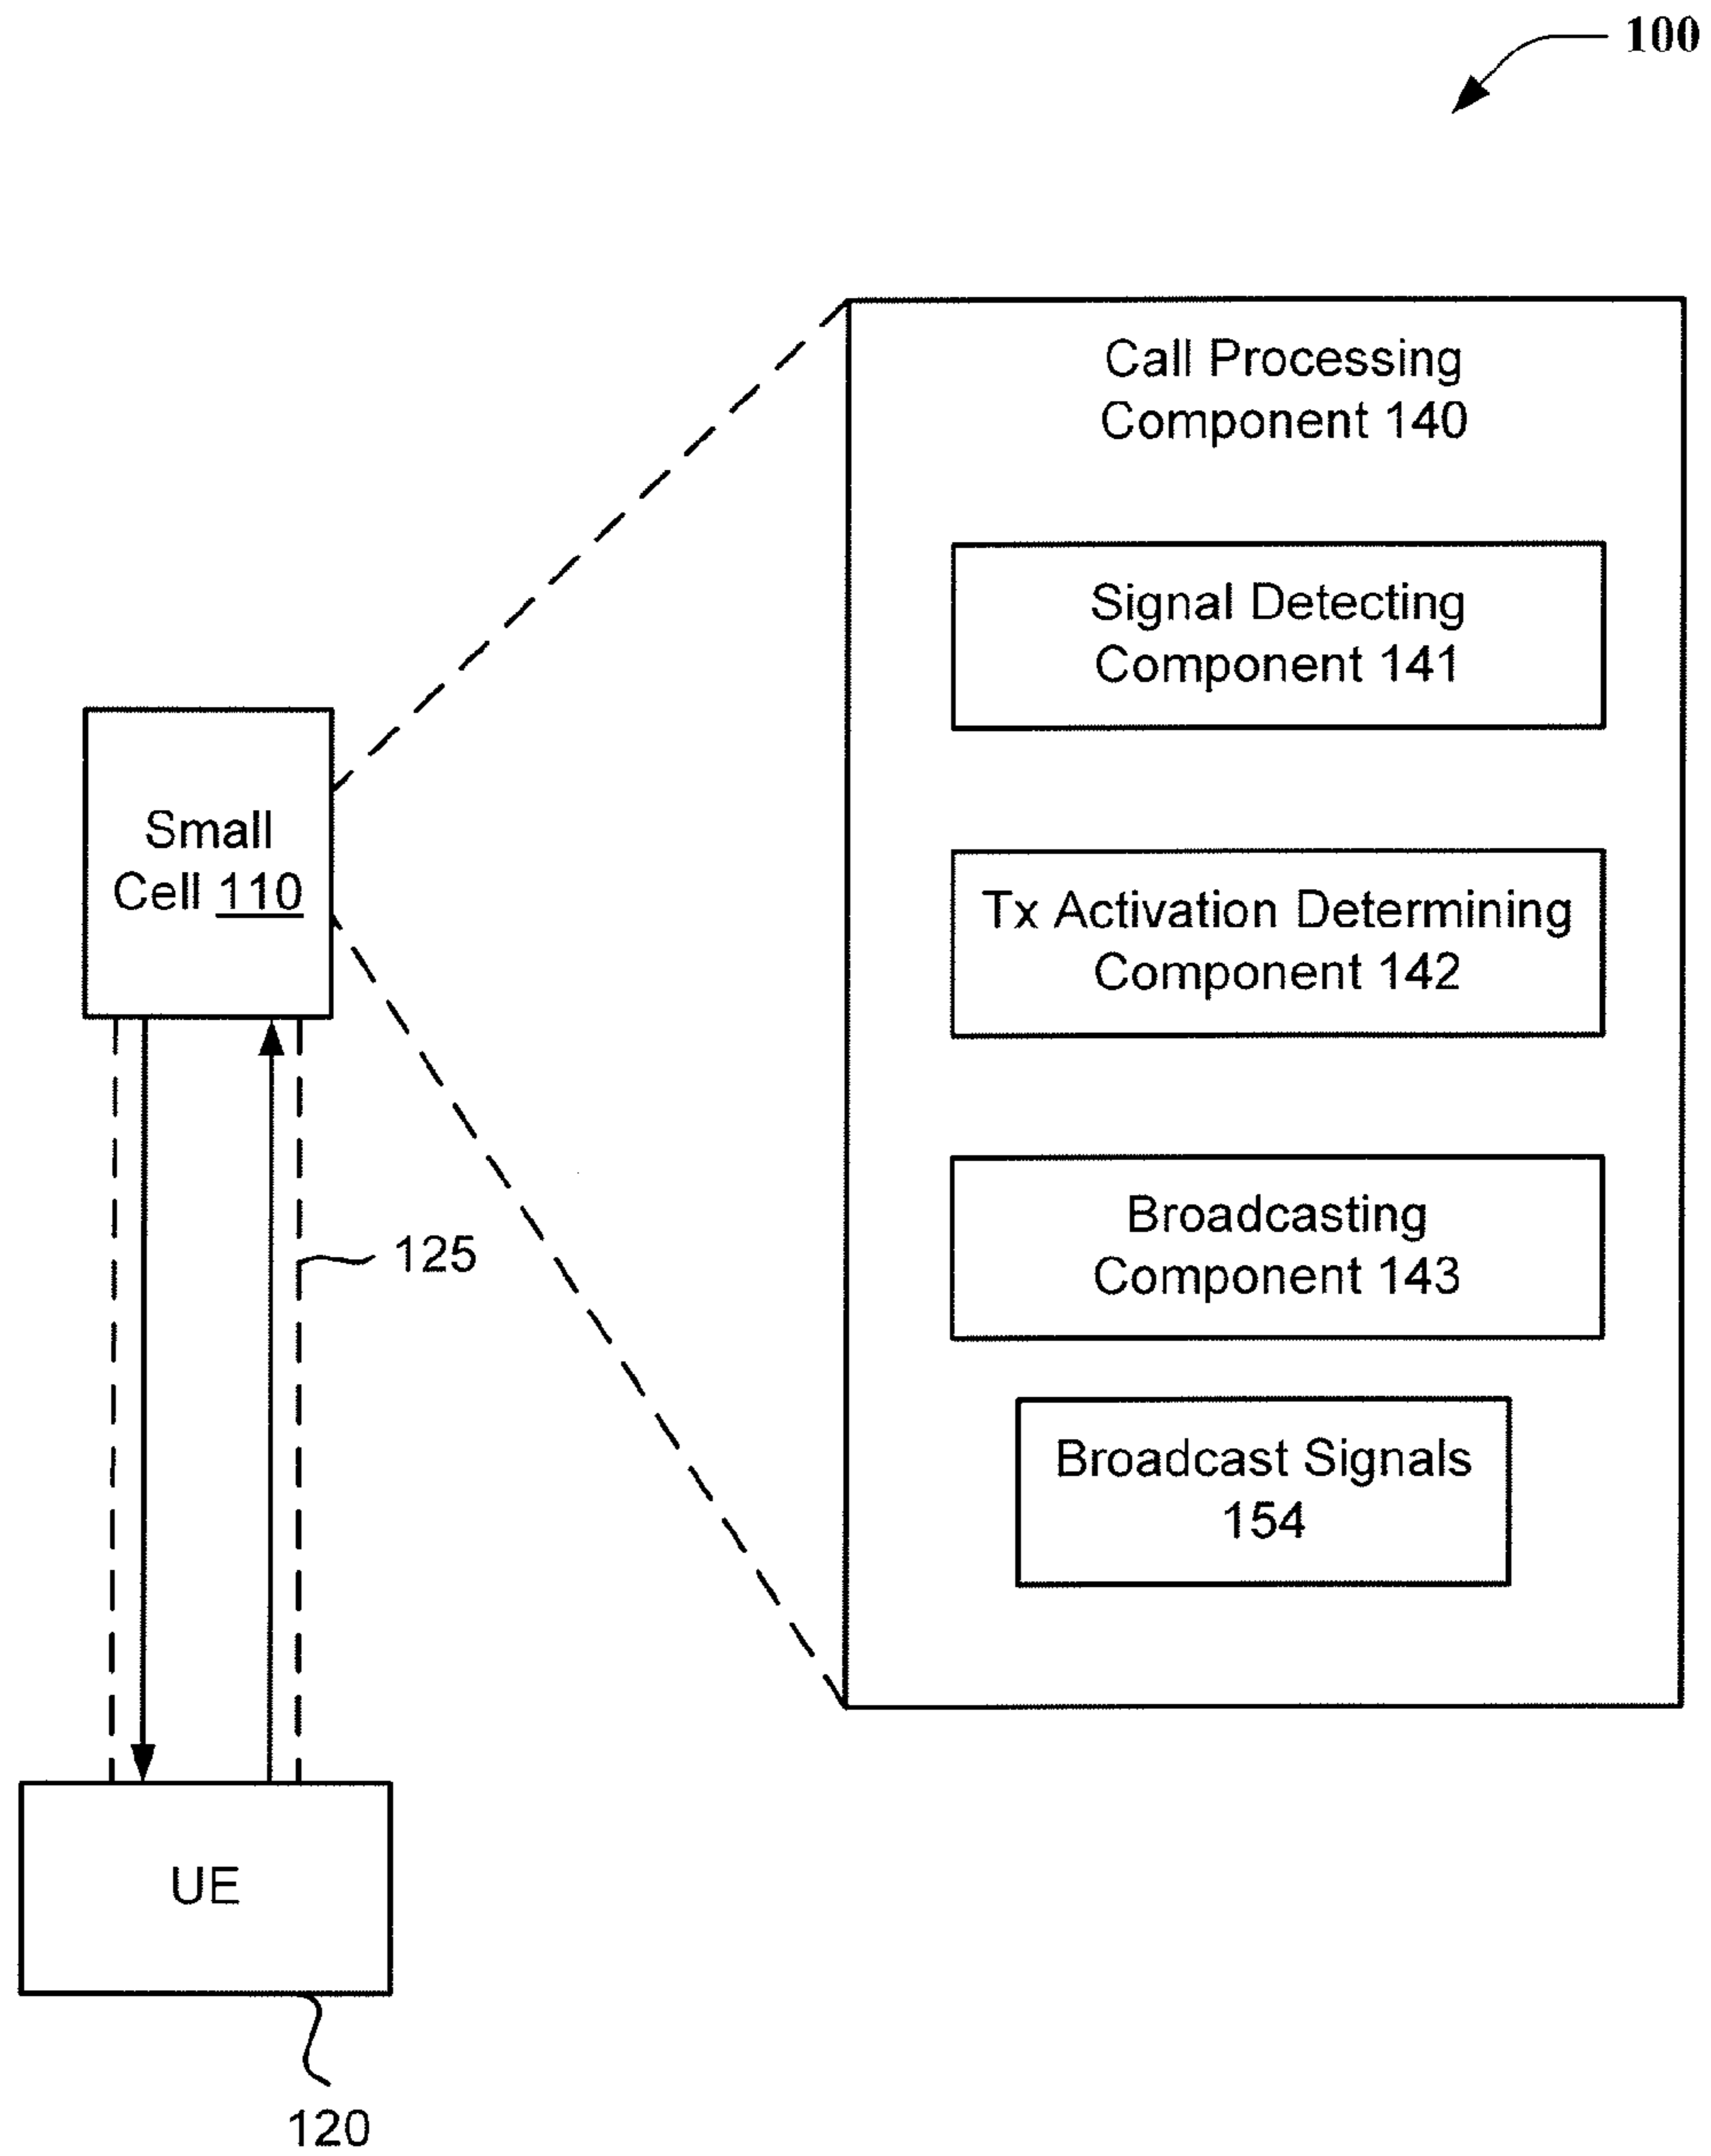 100
Call Processing
Component 140
Signal Detecting
Component 141
Small
Cell 110
Tx Activation Determining
Component 142
Broadcasting
Component 143
125
Broadcast Signals
154
UE
120